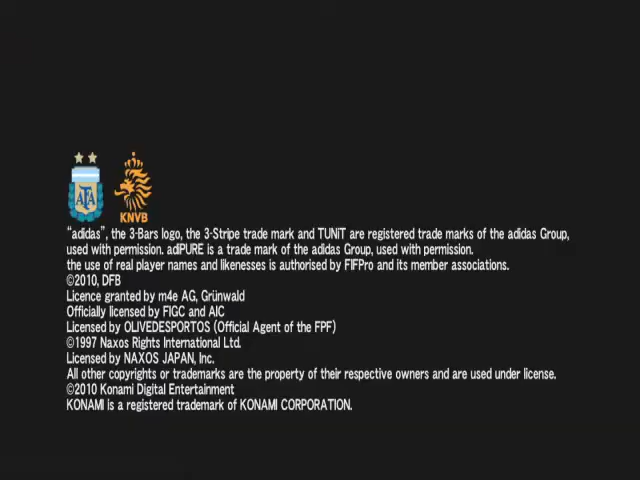 AFA
KNVB
“adidas”, the 3-Bars logo, the 3-Stripe trade mark and TUNiT are registered trade marks of the adidas Group,
used with permission. adiPURE is a trade mark of the adidas Group, used with permission.
the use of real player names and likenesses is authorised by FIFPro and its member associations.
©2010, DFB
Licence granted by m4e AG, Grünwald
Officially licensed by FIGC and AIC
Licensed by OLIVEDESPORTOS (Official Agent of the FPF)
©1997 Naxos Rights International Ltd.
Licensed by NAXOS JAPAN, Inc.
All other copyrights or trademarks are the property of their respective owners and are used under license.
©2010 Konami Digital Entertainment
KONAMI is a registered trademark of KONAMI CORPORATION.